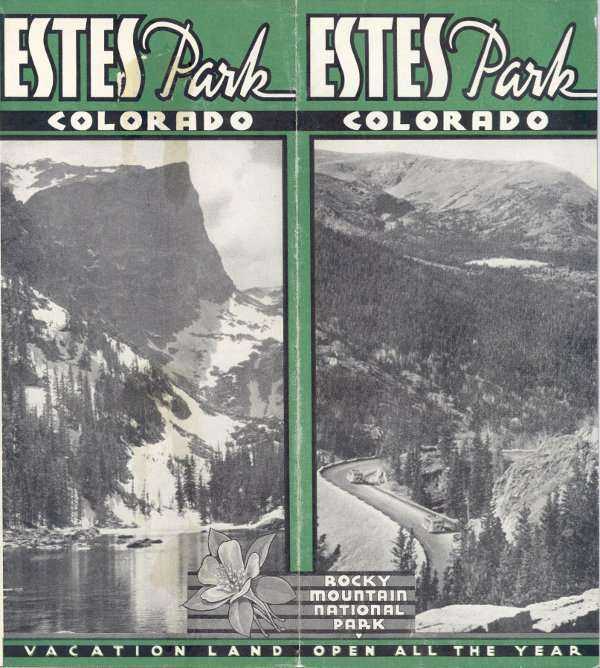 ESTES Park
COLORADO
ESTES Park
COLORADO
ROCKY
MOUNTAIN
NATIONAL
PARK
VACATION LAND
OPEN ALL THE YEAR